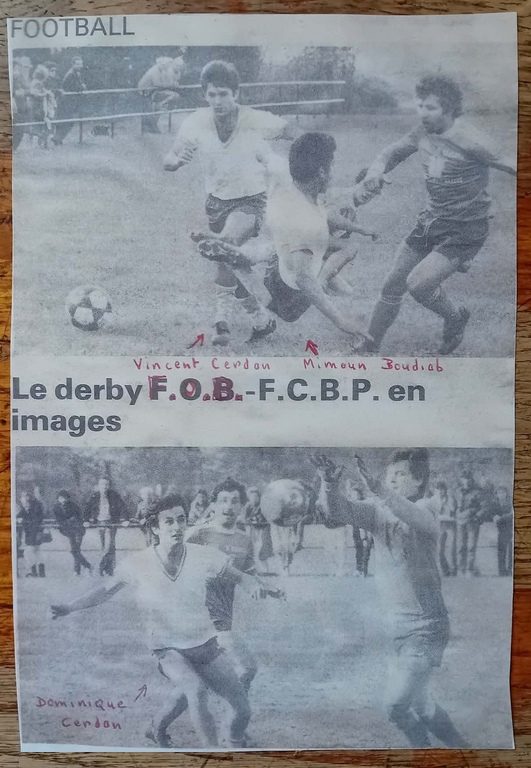 FOOTBALL
Vincent Cerdan Mimoun Boudiab
Le derby F.O.B.-F.C.B.P. en
images
Dominique
Cerdan